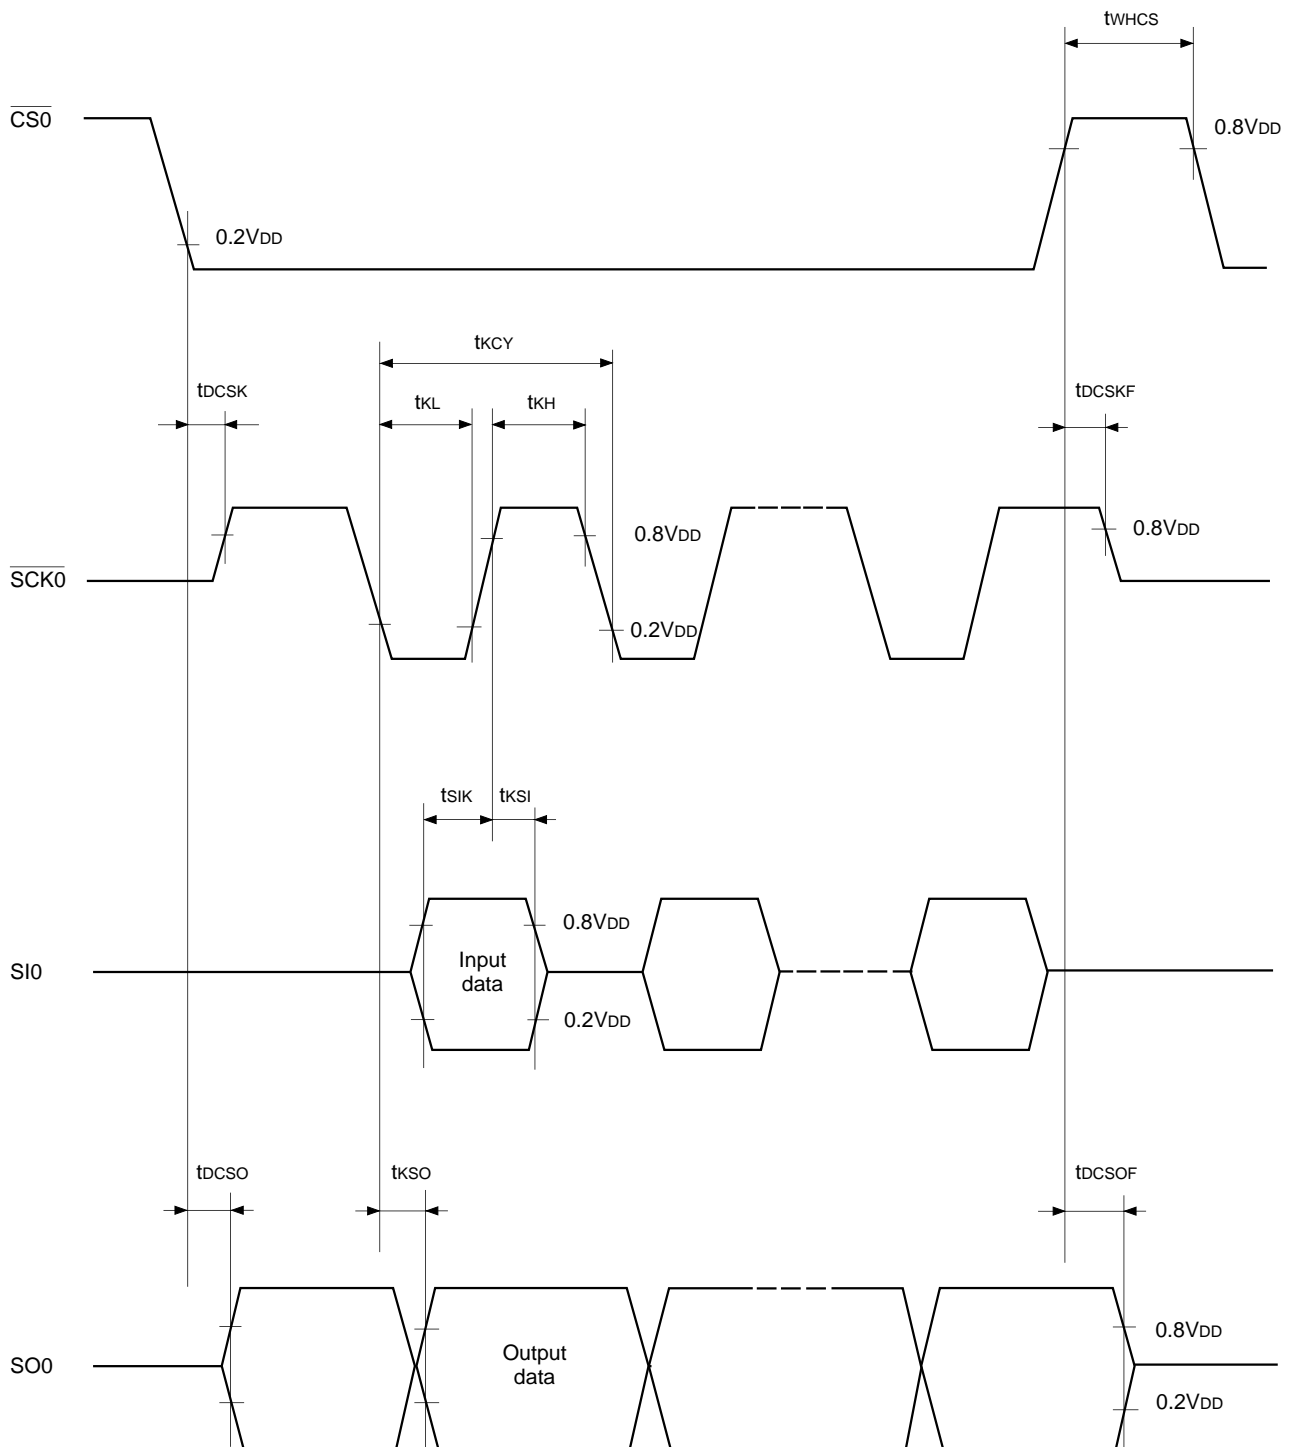 tWHCS
CS0
0.8VDD
0.2VDD
tKCY
tDCSK
tKL
tKH
tDCSKF
0.8VDD
0.8VDD
SCK0
0.2VDD
tSIK
tKSI
0.8VDD
Input
data
SI0
0.2VDD
tDCSO
tKSO
tDCSOF
0.8VDD
Output
data
SO0
0.2VDD